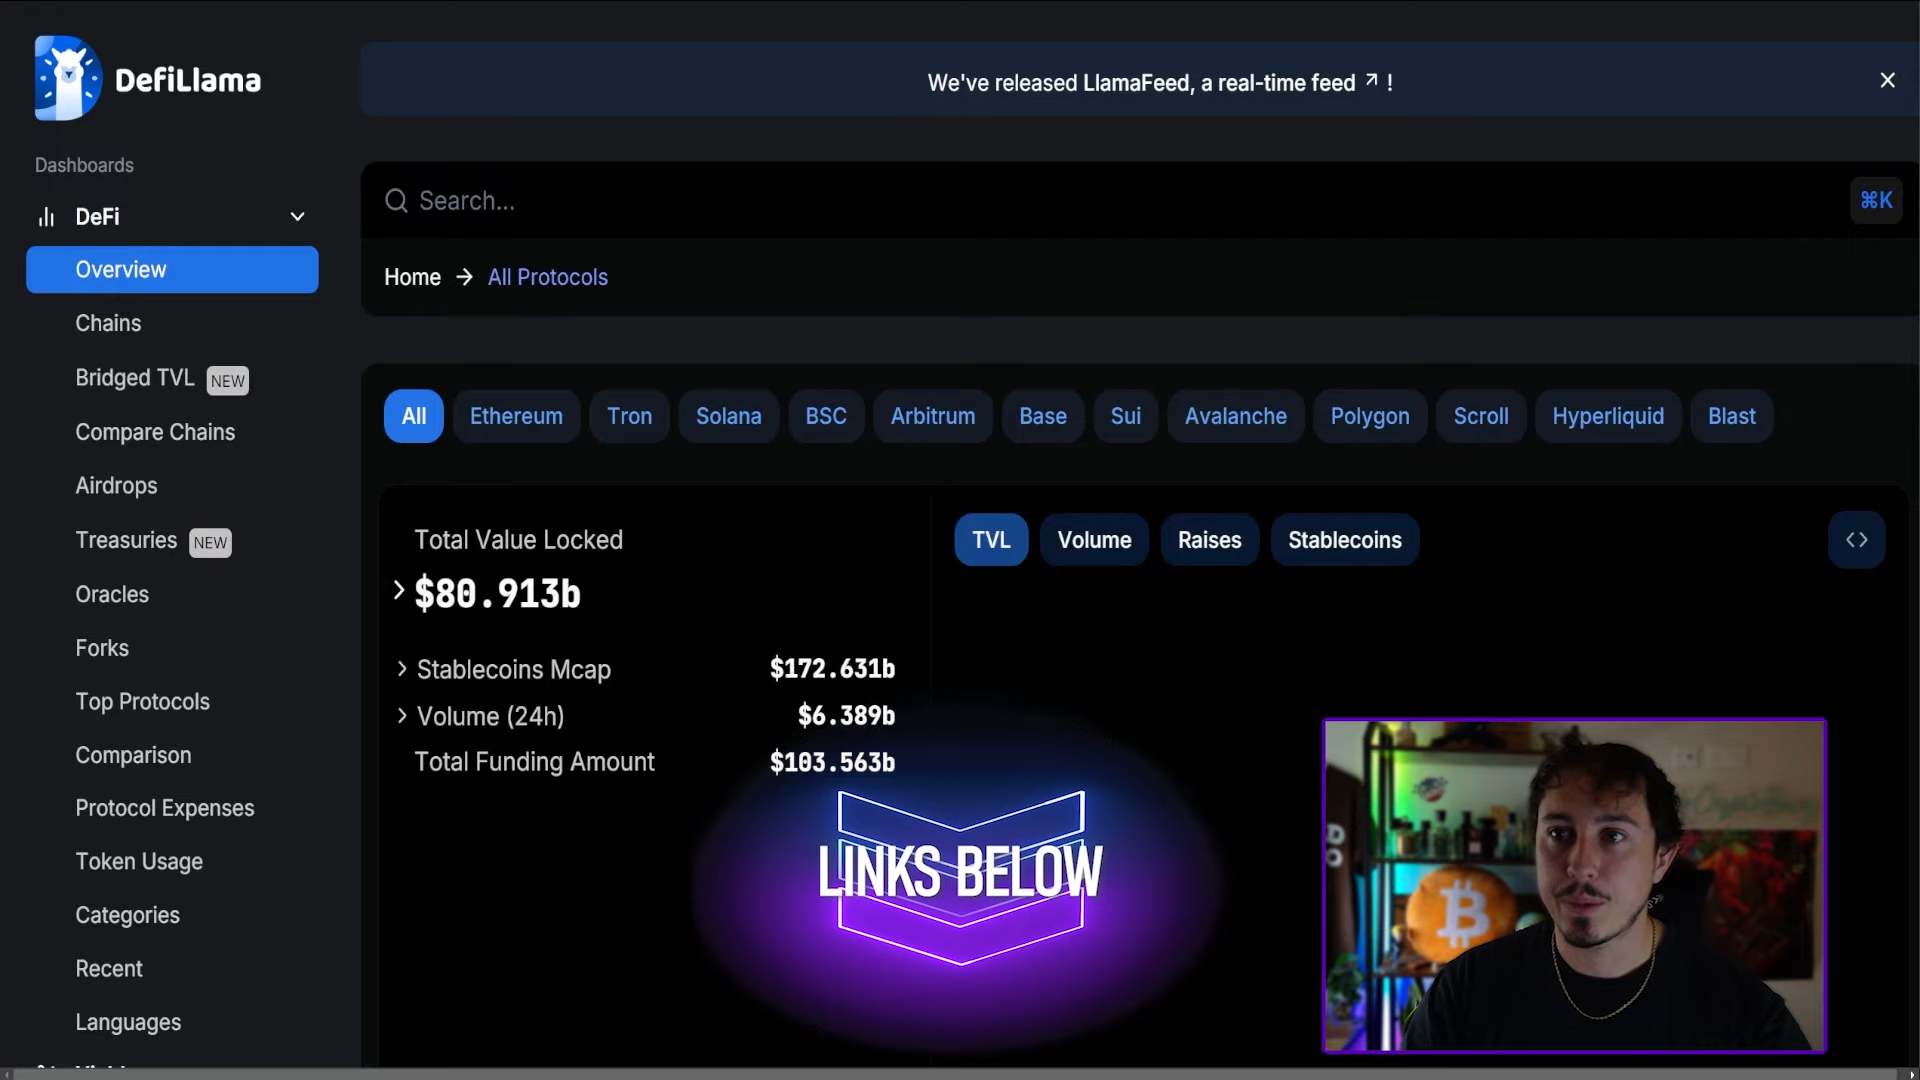 DefiLlama
We've released LlamaFeed, a real-time feed ↗ !
Dashboards
Search...
⌘K
DeFi
Overview
Home → All Protocols
Chains
Bridged TVL NEW
Compare Chains
All Ethereum Tron Solana BSC Arbitrum Base Sui Avalanche Polygon Scroll Hyperliquid Blast
Airdrops
Treasuries NEW
Total Value Locked
TVL Volume Raises Stablecoins
$80.913b
Oracles
Forks
Stablecoins Mcap $172.631b
Top Protocols
Volume (24h) $6.389b
Comparison
Total Funding Amount $103.563b
Protocol Expenses
Token Usage
LINKS BELOW
Categories
Recent
Languages